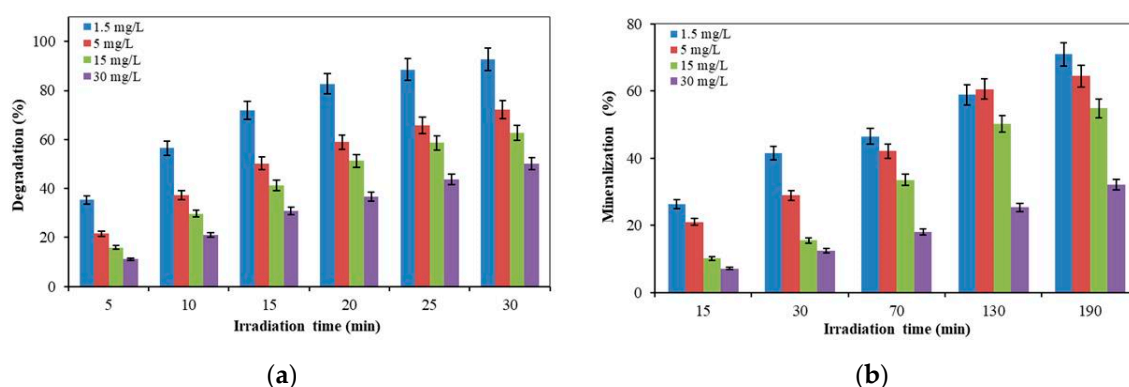 1.5 mg/L
5 mg/L
15 mg/L
30 mg/L
Degradation (%)
100
80
60
40
20
0
5 10 15 20 25 30
Irradiation time (min)
(a)
1.5 mg/L
5 mg/L
15 mg/L
30 mg/L
Mineralization (%)
80
60
40
20
0
15 30 70 130 190
Irradiation time (min)
(b)